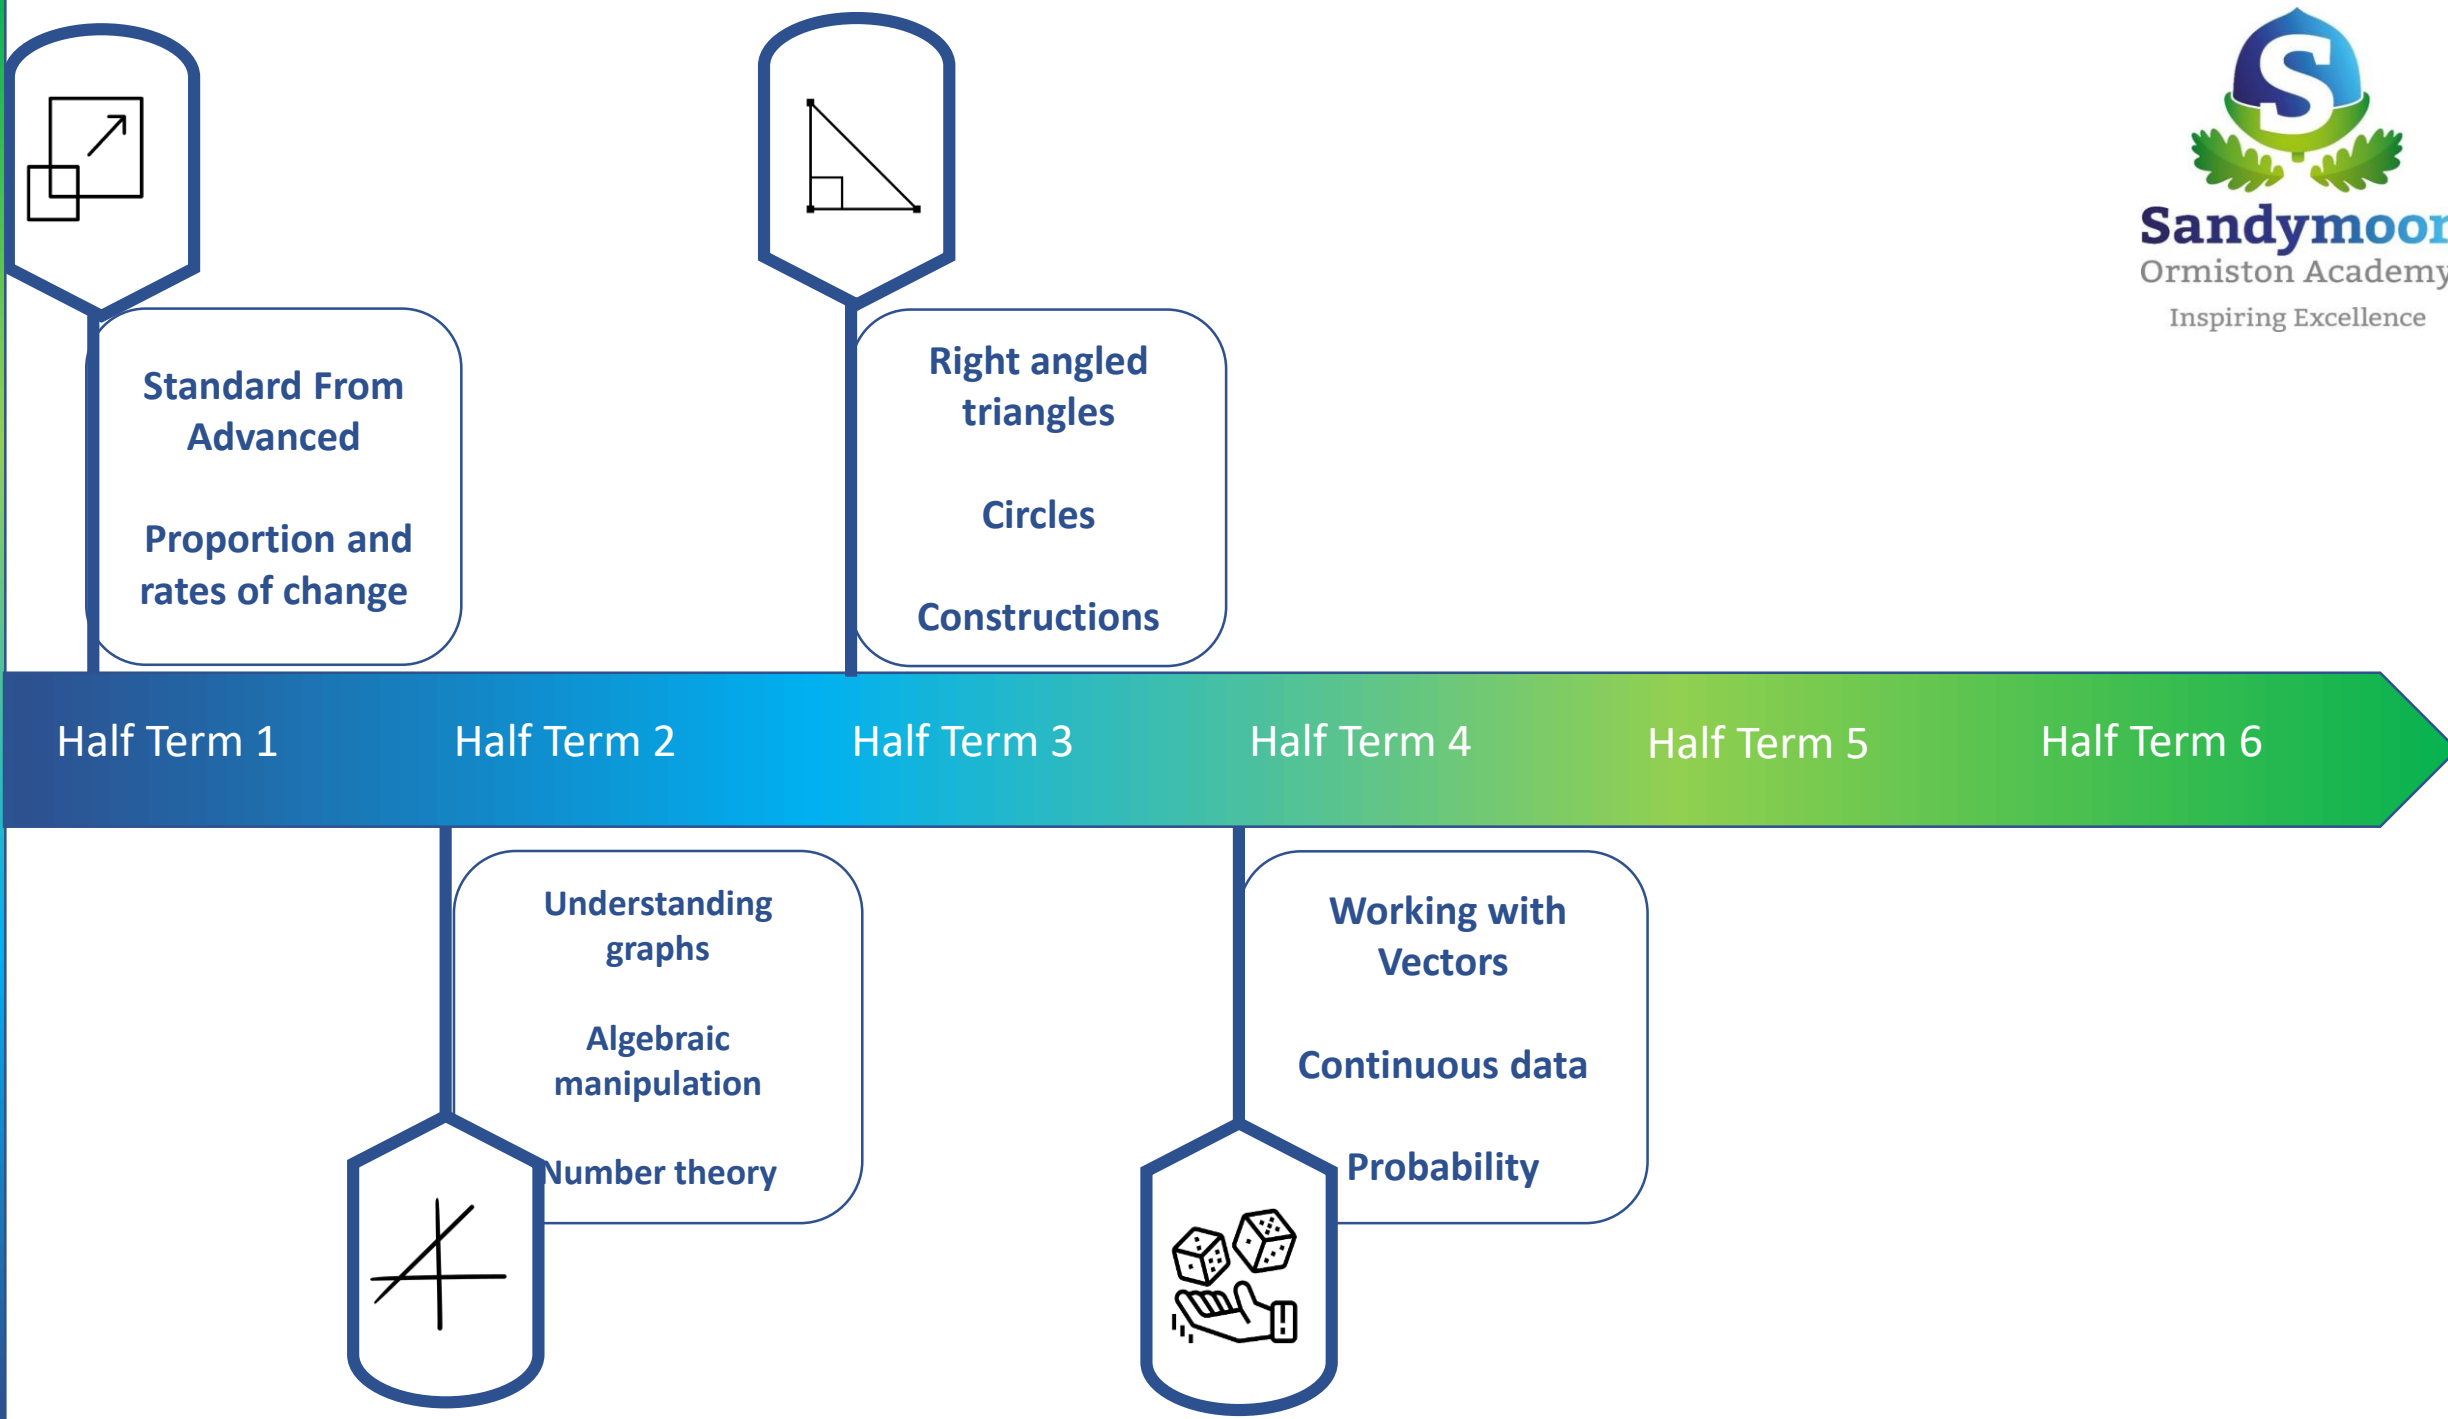 S
Sandymoor
Ormiston Academy
Inspiring Excellence
Standard From
Advanced
Proportion and
rates of change
Right angled
triangles
Circles
Constructions
Half Term 1
Half Term 2
Half Term 3
Half Term 4
Half Term 5
Half Term 6
Understanding
graphs
Algebraic
manipulation
Number theory
Working with
Vectors
Continuous data
Probability